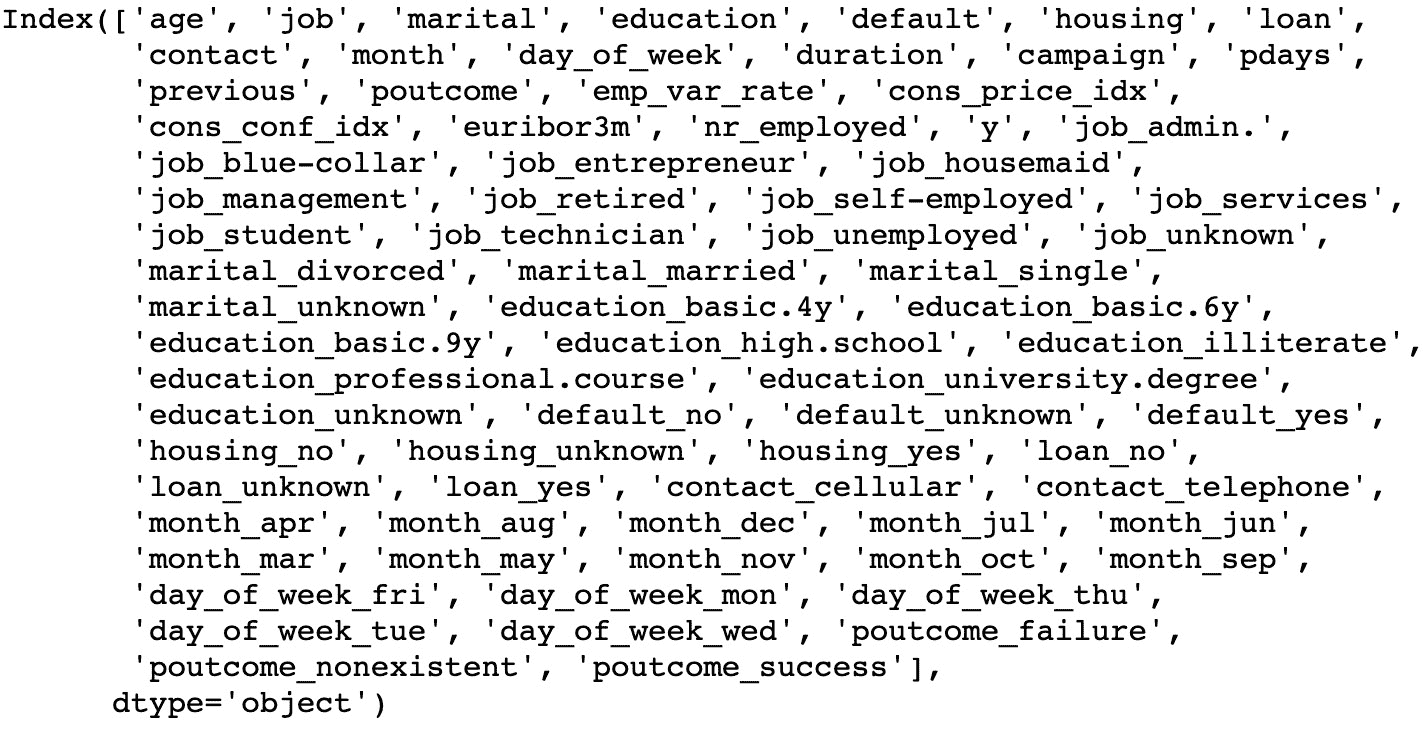 Index(['age', 'job', 'marital', 'education', 'default', 'housing', 'loan',
'contact', 'month', 'day_of_week', 'duration', 'campaign', 'pdays',
'previous', 'poutcome', 'emp_var_rate', 'cons_price_idx',
'cons_conf_idx', 'euribor3m', 'nr_employed', 'y', 'job_admin.',
'job_blue-collar', 'job_entrepreneur', 'job_housemaid',
'job_management', 'job_retired', 'job_self-employed', 'job_services',
'job_student', 'job_technician', 'job_unemployed', 'job_unknown',
'marital_divorced', 'marital_married', 'marital_single',
'marital_unknown', 'education_basic.4y', 'education_basic.6y',
'education_basic.9y', 'education_high.school', 'education_illiterate',
'education_professional.course', 'education_university.degree',
'education_unknown', 'default_no', 'default_unknown', 'default_yes',
'housing_no', 'housing_unknown', 'housing_yes', 'loan_no',
'loan_unknown', 'loan_yes', 'contact_cellular', 'contact_telephone',
'month_apr', 'month_aug', 'month_dec', 'month_jul', 'month_jun',
'month_mar', 'month_may', 'month_nov', 'month_oct', 'month_sep',
'day_of_week_fri', 'day_of_week_mon', 'day_of_week_thu',
'day_of_week_tue', 'day_of_week_wed', 'poutcome_failure',
'poutcome_nonexistent', 'poutcome_success'],
dtype='object')